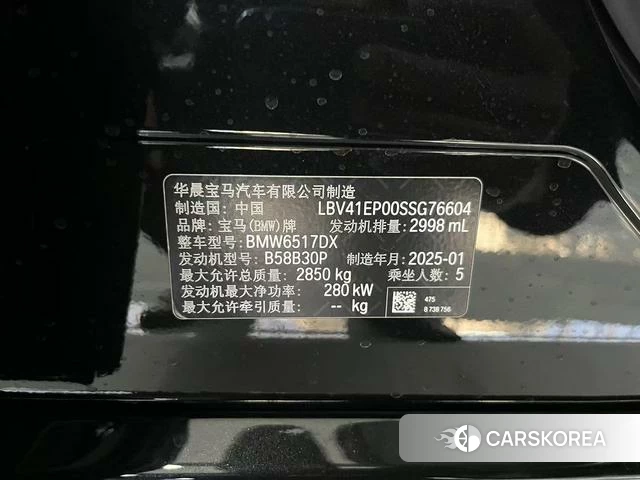 华晨宝马汽车有限公司制造
制造国：中国 LBV41EP00SSG76604
品牌：宝马(BMW)牌 发动机排量：2998 mL
整车型号：BMW6517DX
发动机型号：B58B30P 制造年月：2025-01
最大允许总质量：2850 kg 乘坐人数：5
发动机最大净功率：280 kW
最大允许牵引质量：-- kg
475
8 738 756
CARSKOREA